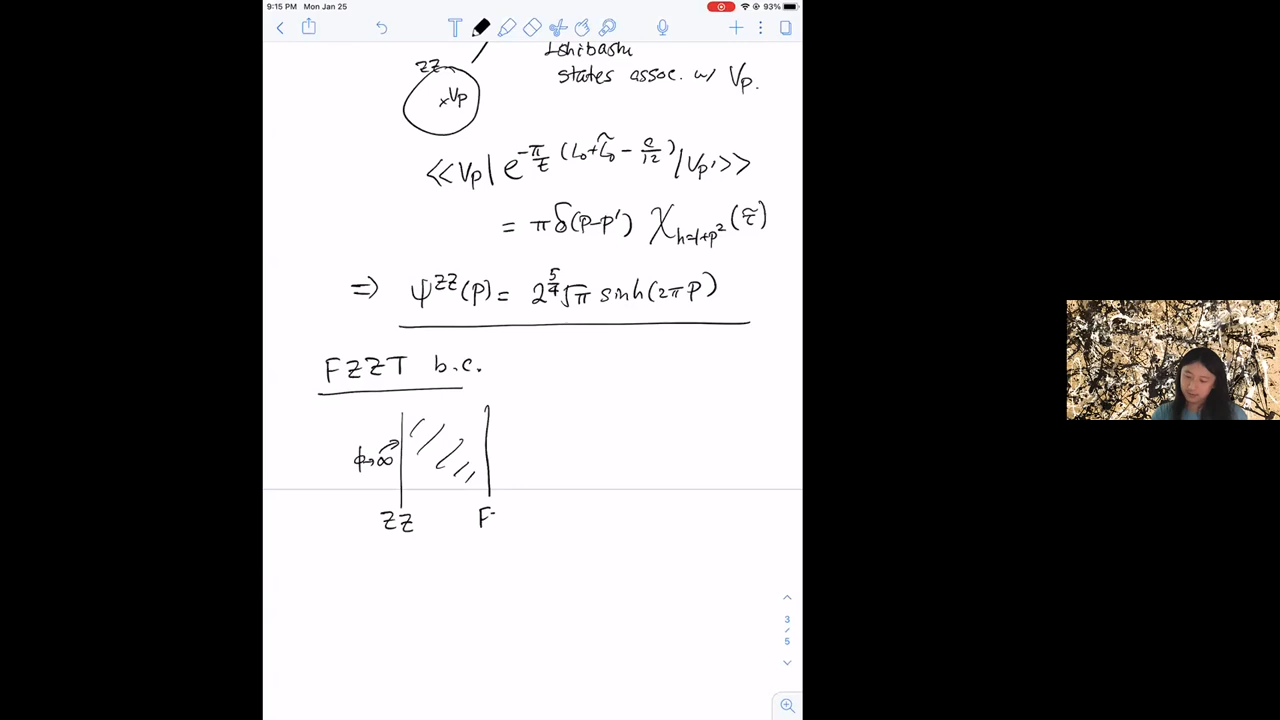 9:15 PM Mon Jan 25
93%
Ishibashi
ZZ
states assoc. w/ Vp.
×Vp
<<Vp| e^{-π/t (L₀+L̃₀ - c/12)} |Vp'>>
= πδ(p-p') χ_{h=1+p²}(τ̃)
=> ψ^{ZZ}(p) = 2^{5/4} √π sinh(2πp)
FZZT b.c.
ϕ→∞
ZZ F
3
/
5